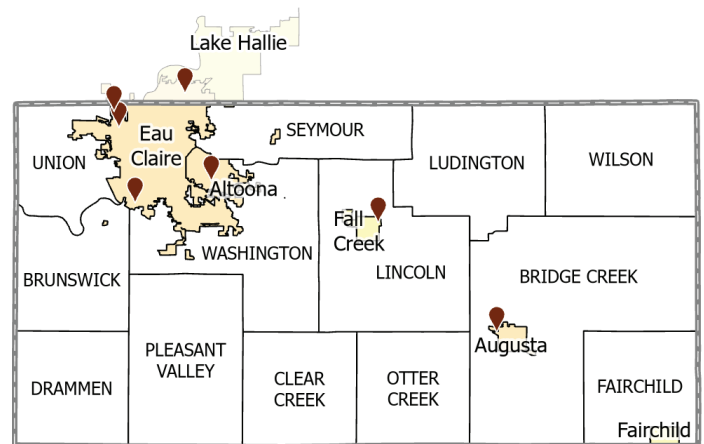 Lake Hallie
Eau
Claire
SEYMOUR
UNION
LUDINGTON
WILSON
Altoona
Fall
Creek
WASHINGTON
LINCOLN
BRUNSWICK
BRIDGE CREEK
PLEASANT
VALLEY
Augusta
DRAMMEN
CLEAR
CREEK
OTTER
CREEK
FAIRCHILD
Fairchild